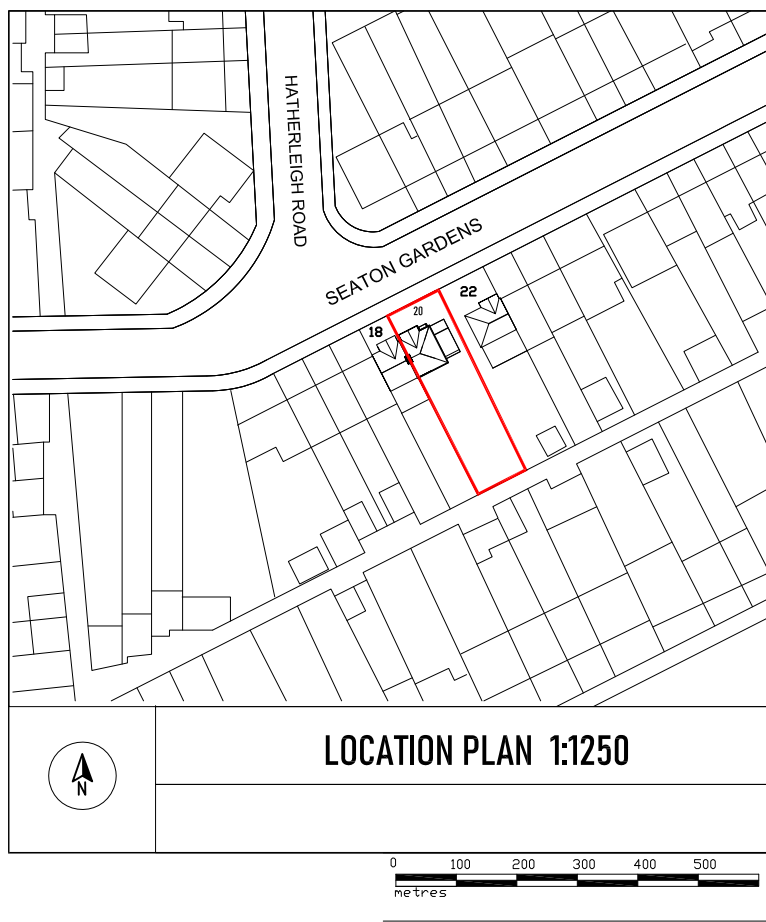 HATHERLEIGH ROAD
SEATON GARDENS
22
20
18
LOCATION PLAN 1:1250
N
0 100 200 300 400 500
metres